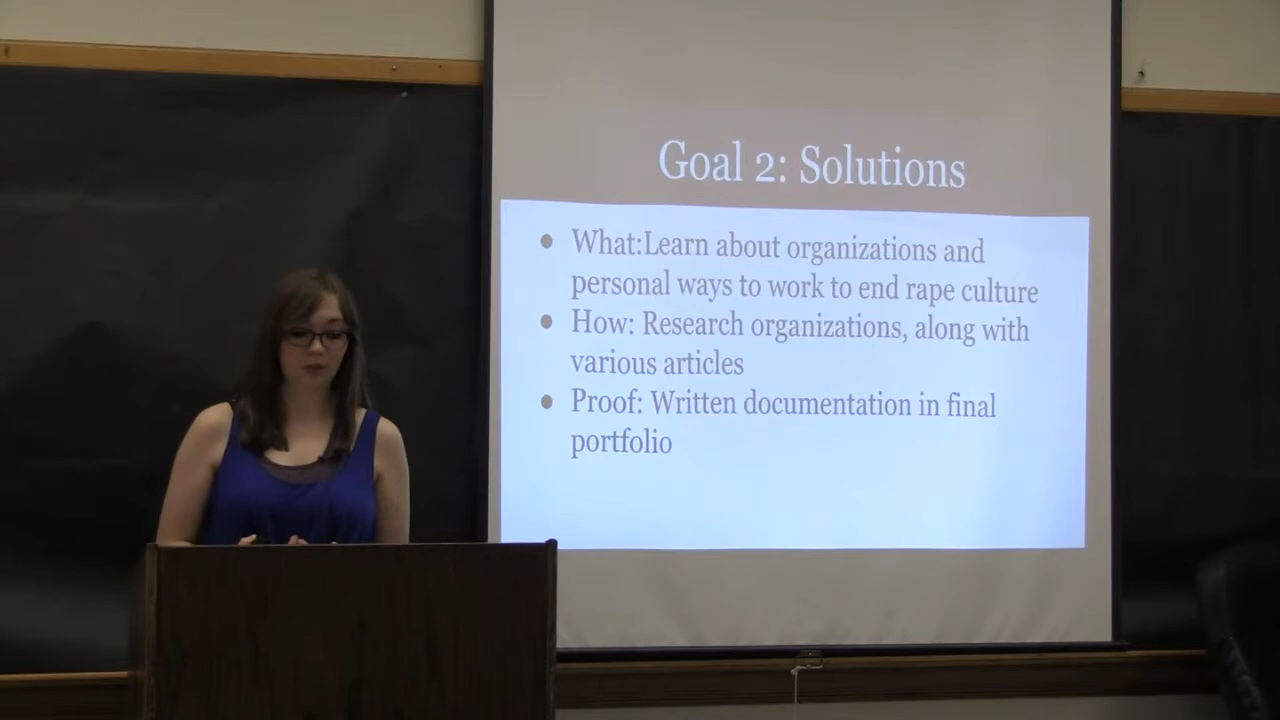 Goal 2: Solutions
● What:Learn about organizations and
personal ways to work to end rape culture
● How: Research organizations, along with
various articles
● Proof: Written documentation in final
portfolio